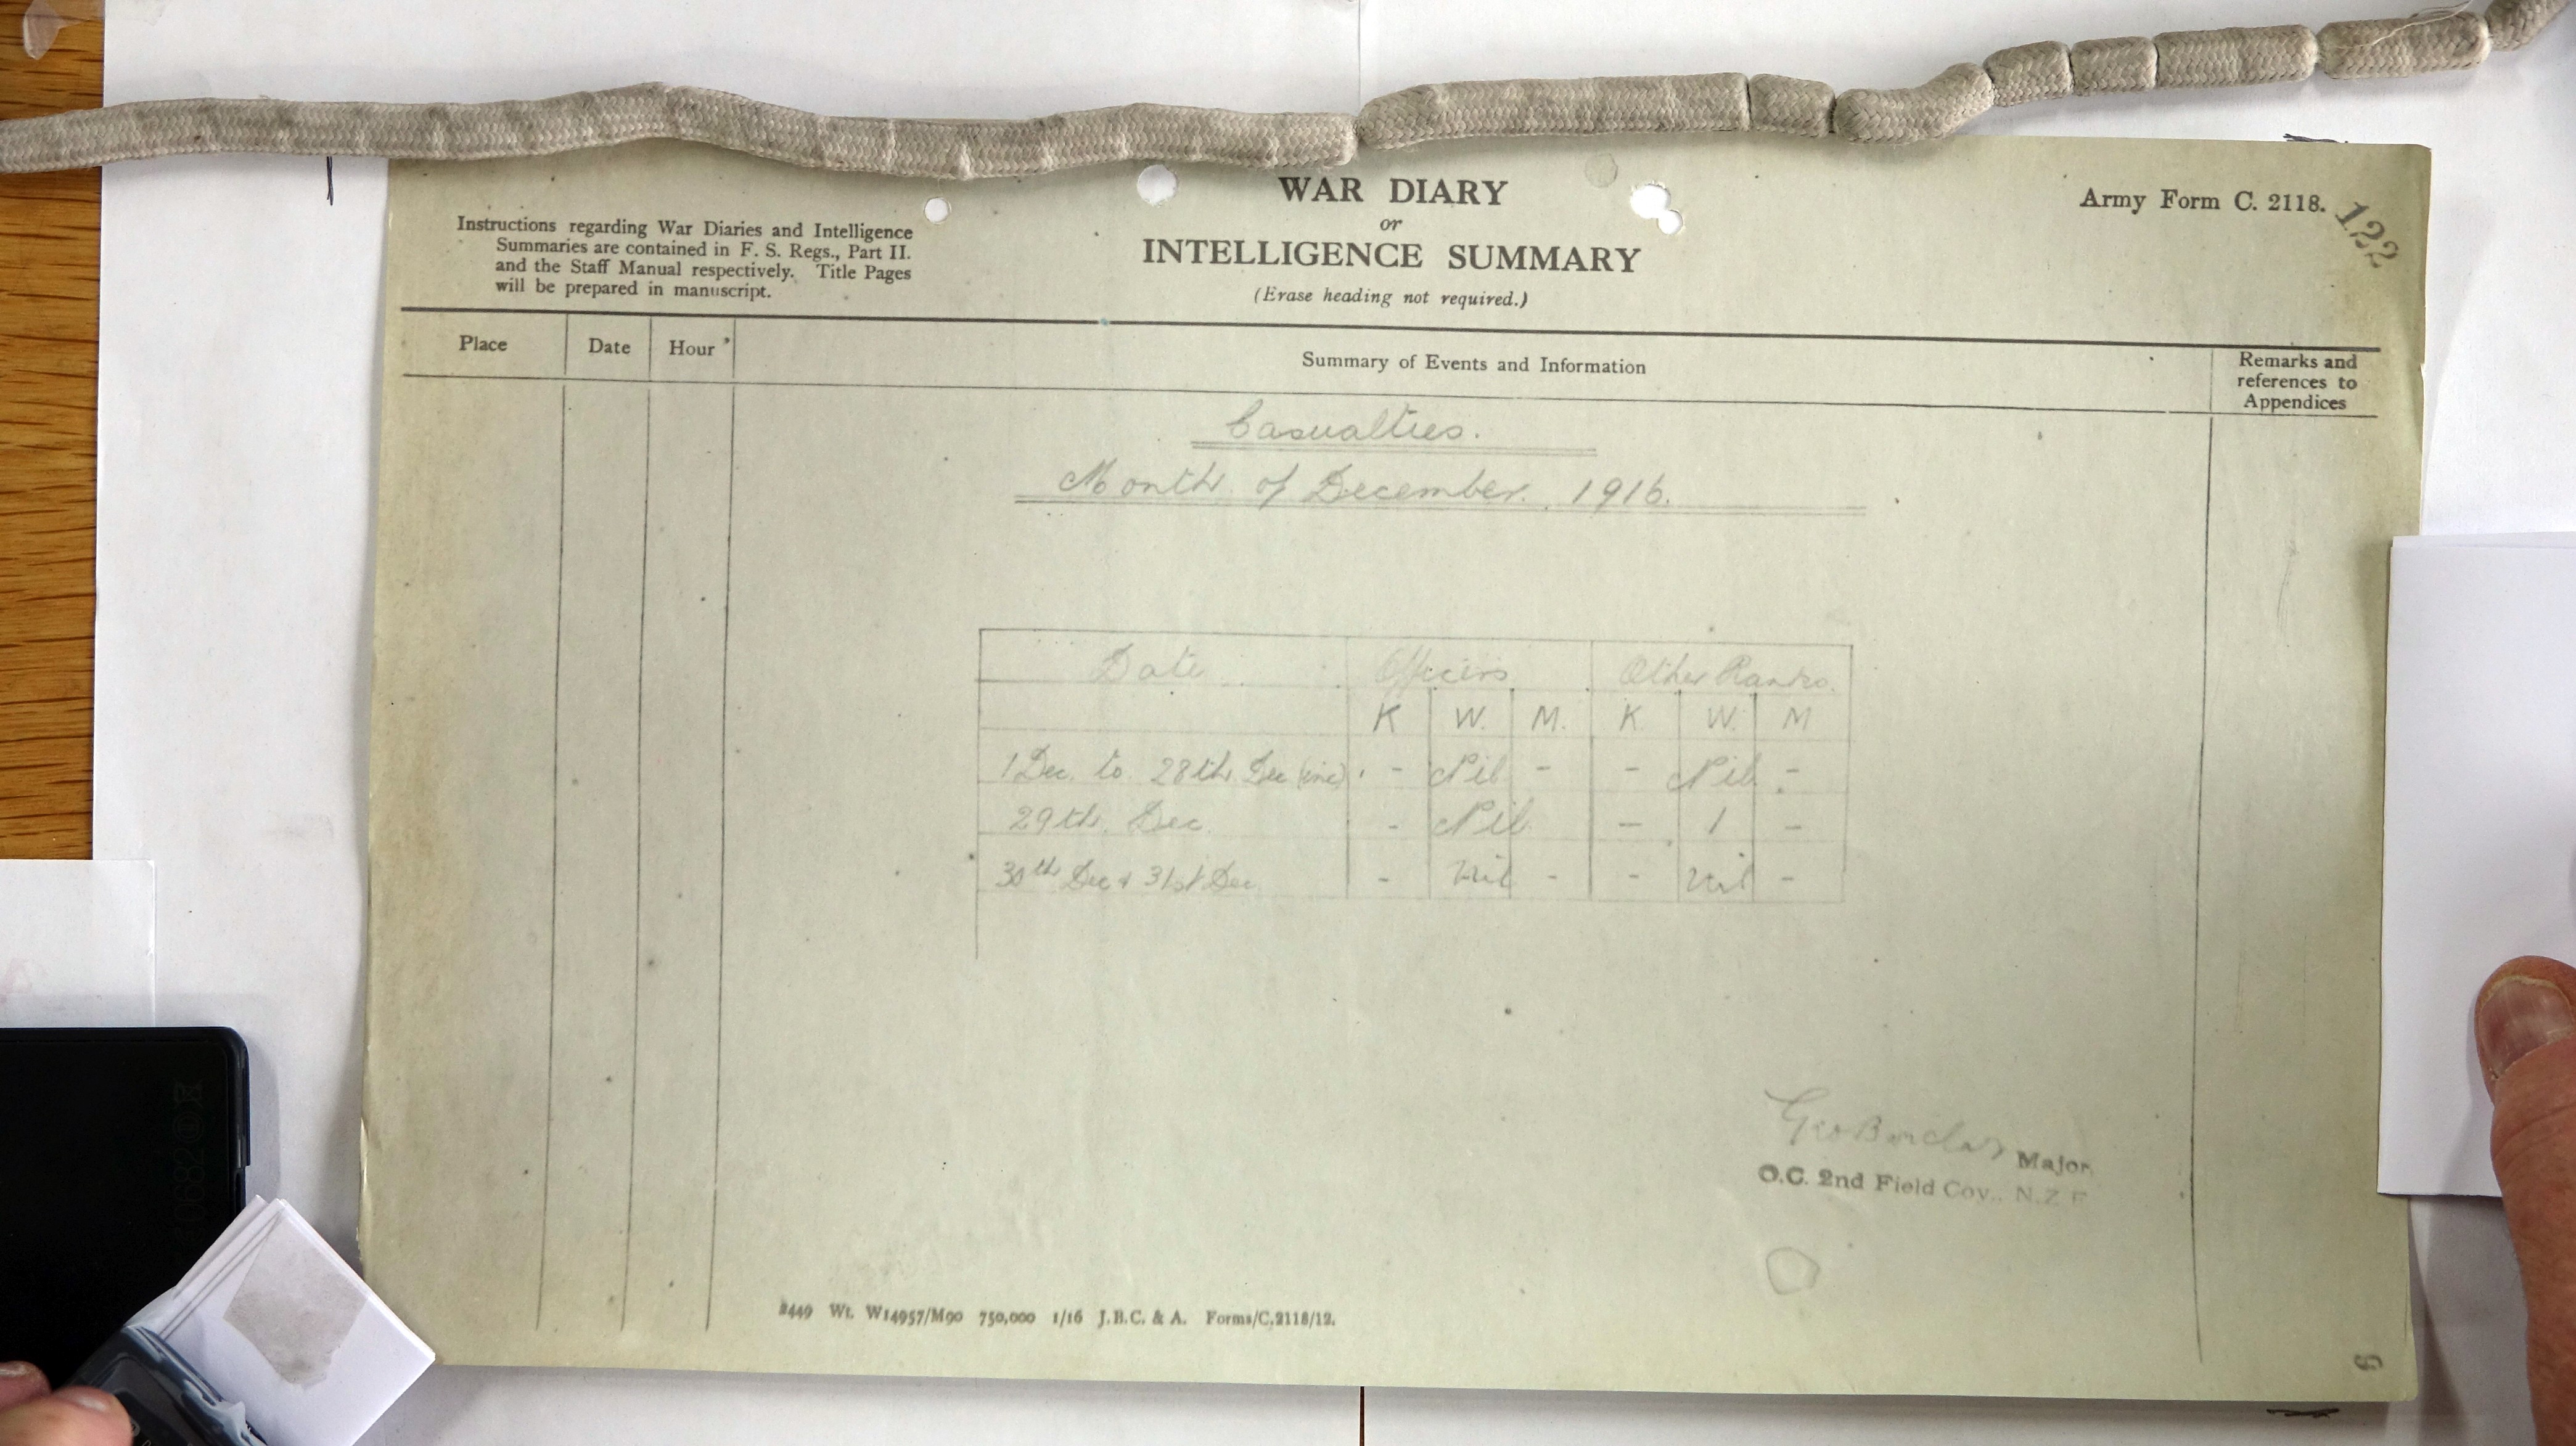 WAR DIARY
or
INTELLIGENCE SUMMARY
(Erase heading not required.)
Instructions regarding War Diaries and Intelligence
Summaries are contained in F. S. Regs., Part II.
and the Staff Manual respectively. Title Pages
will be prepared in manuscript.
Army Form C. 2118.
122
Place Date Hour Summary of Events and Information Remarks and references to Appendices
Casualties.
Month of December. 1916.
Date Officers Other Ranks.
K W. M. K. W. M
1 Dec. to 28th Dec (inc) - Nil - - Nil -
29th. Dec. - Nil - 1 -
30th Dec & 31st Dec - Nil - - Nil -
Geo Barclay Major,
O.C. 2nd Field Coy., N.Z.E
2449 Wt. W14957/M90 750,000 1/16 J.B.C. & A. Forms/C.2118/12.